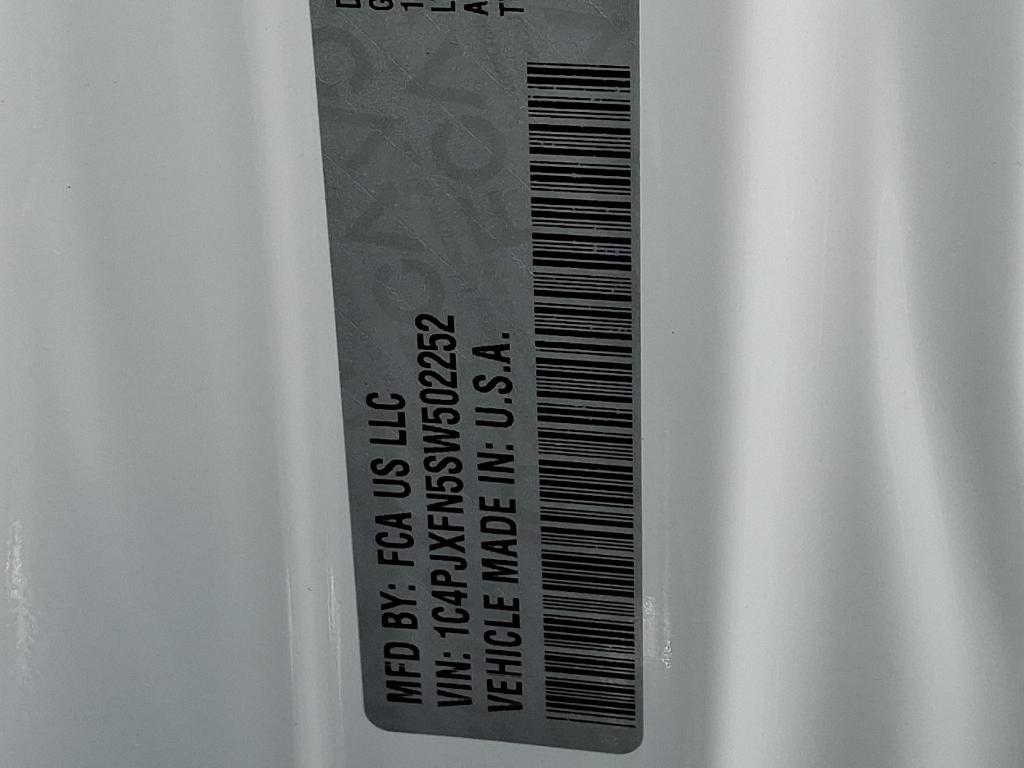 MFD BY: FCA US LLC
VIN: 1C4PJXFN5SW502252
VEHICLE MADE IN: U.S.A.